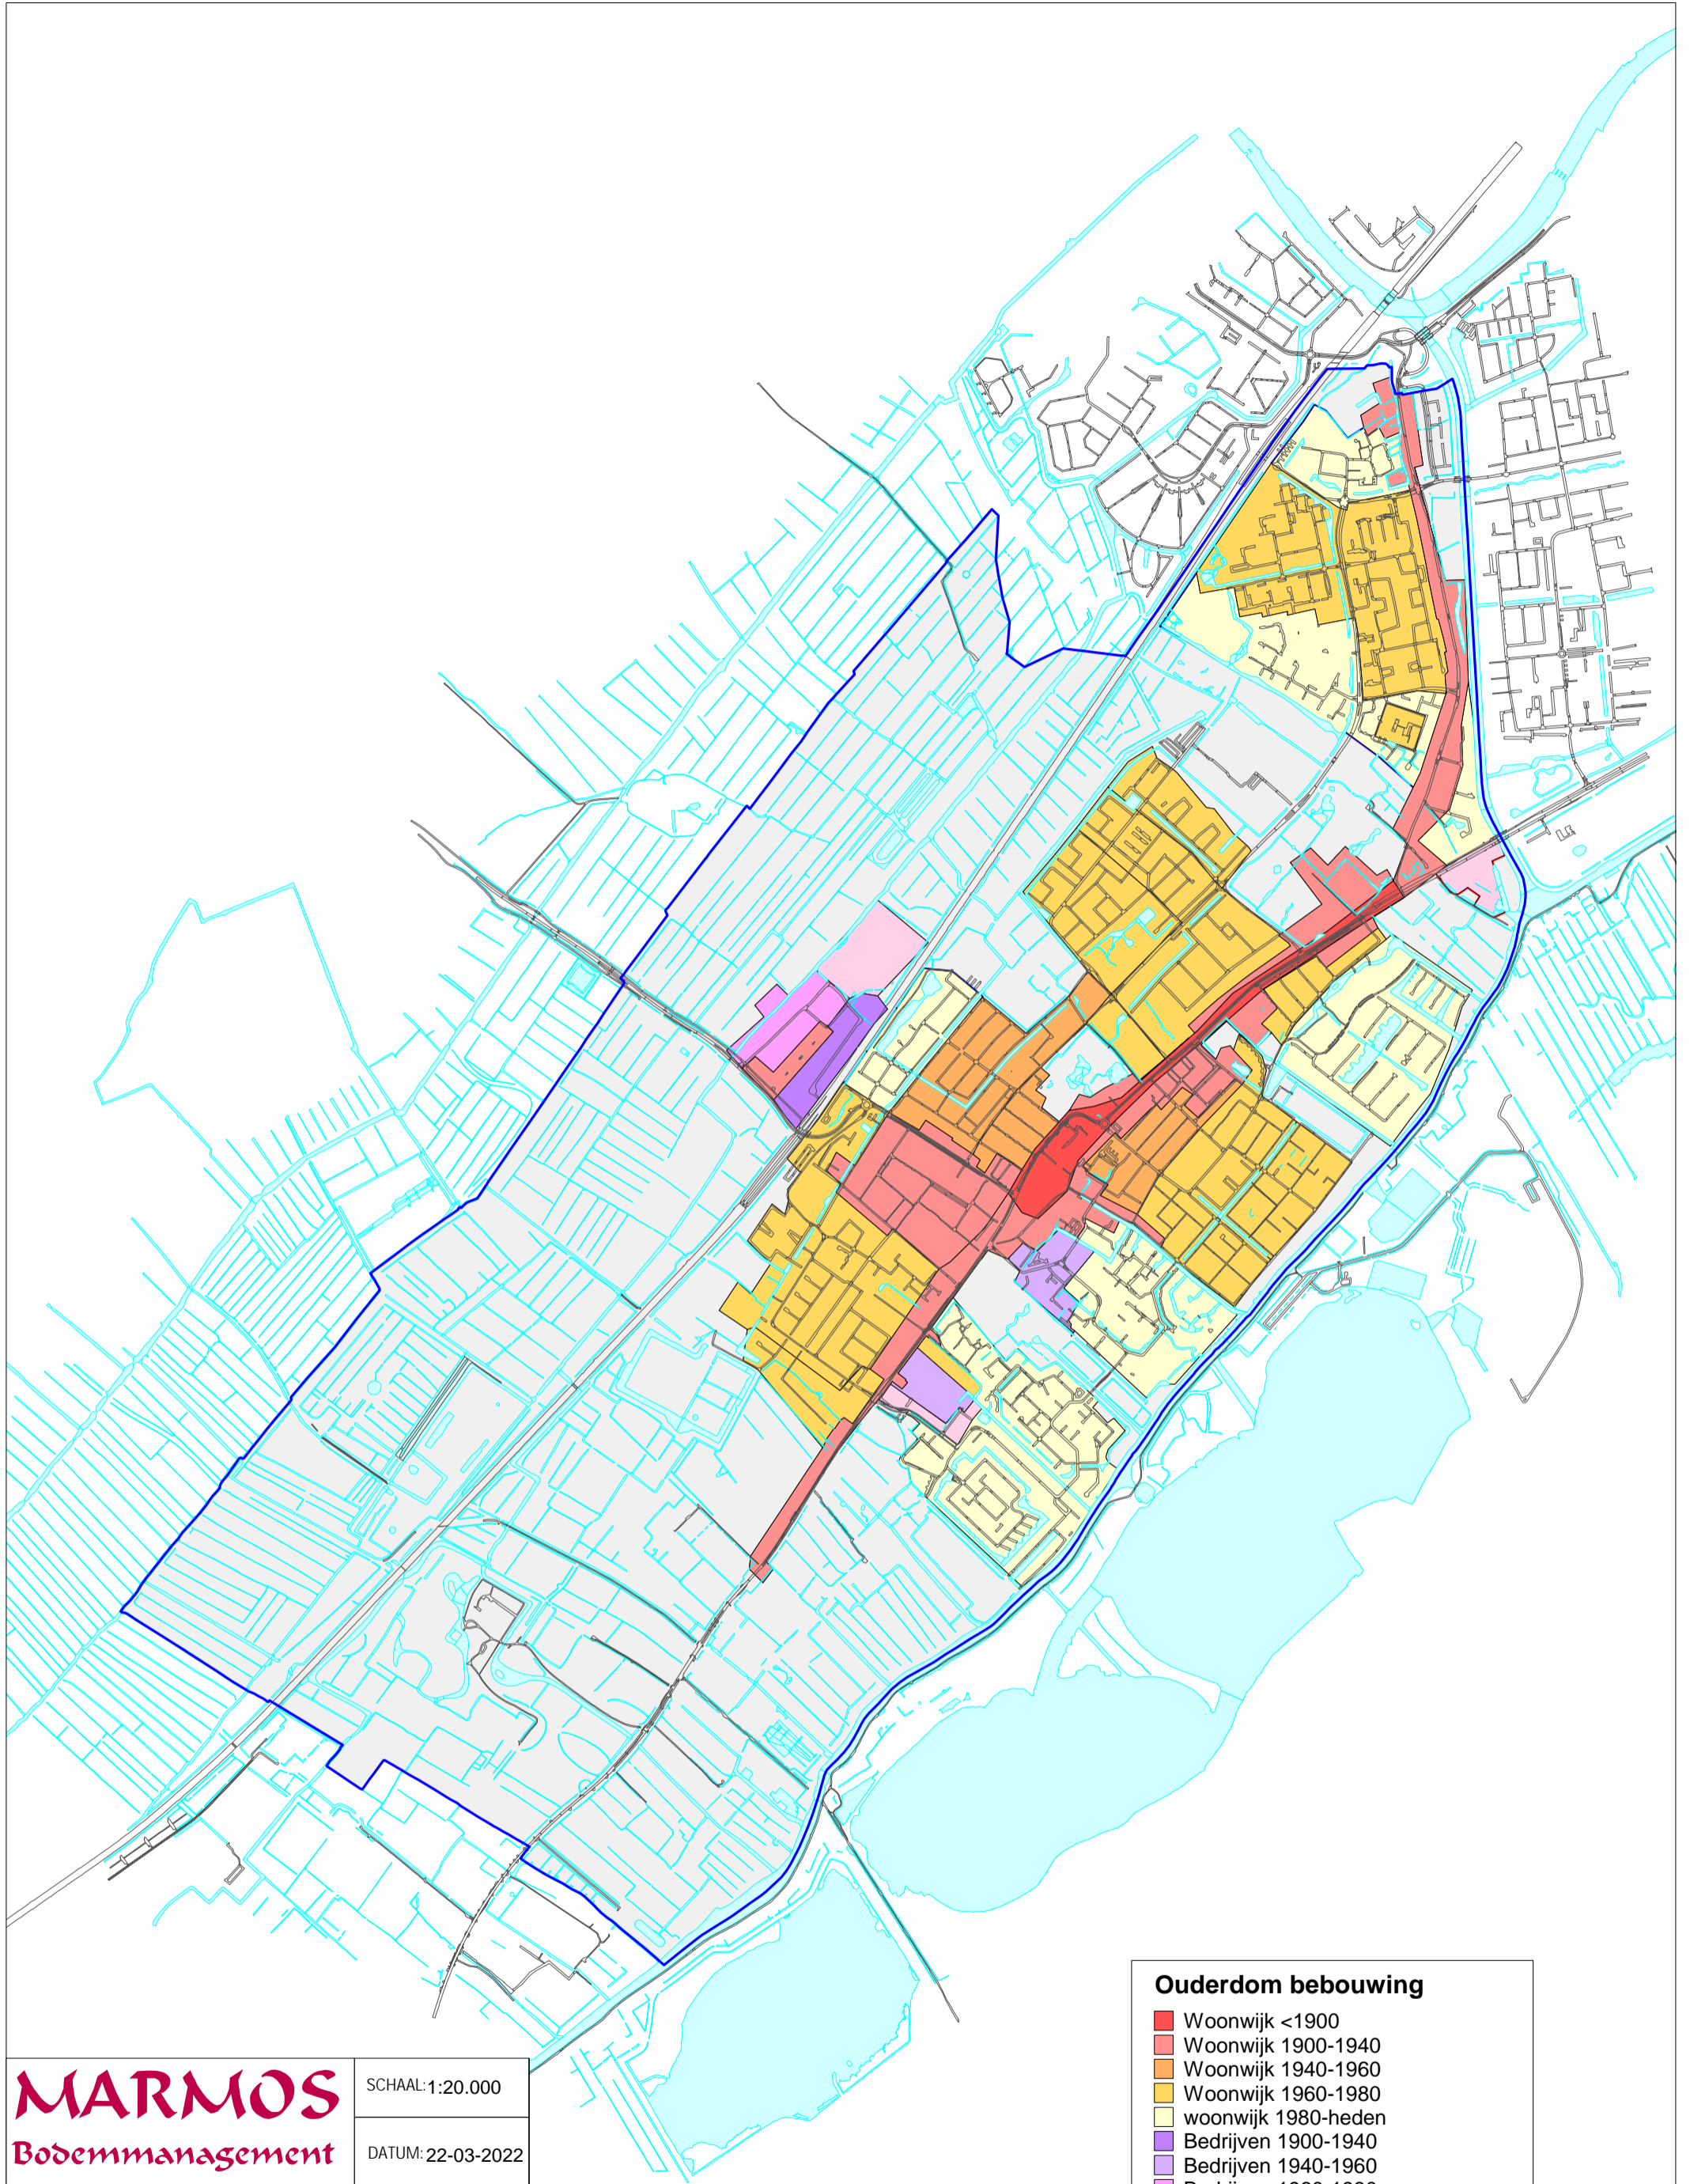 Ouderdom bebouwing
Woonwijk <1900
Woonwijk 1900-1940
Woonwijk 1940-1960
Woonwijk 1960-1980
woonwijk 1980-heden
Bedrijven 1900-1940
Bedrijven 1940-1960
MARMOS
Bodemmanagement
SCHAAL: 1:20.000
DATUM: 22-03-2022